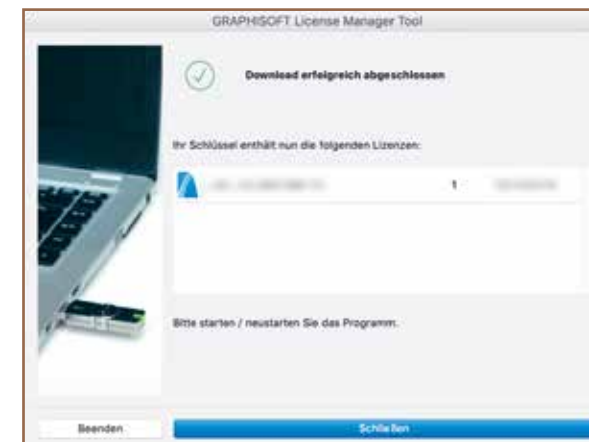 GRAPHISOFT License Manager Tool
Download erfolgreich abgeschlossen
Ihr Schlüssel enthält nun die folgenden Lizenzen:
1
Bitte starten / neustarten Sie das Programm.
Beenden
Schließen